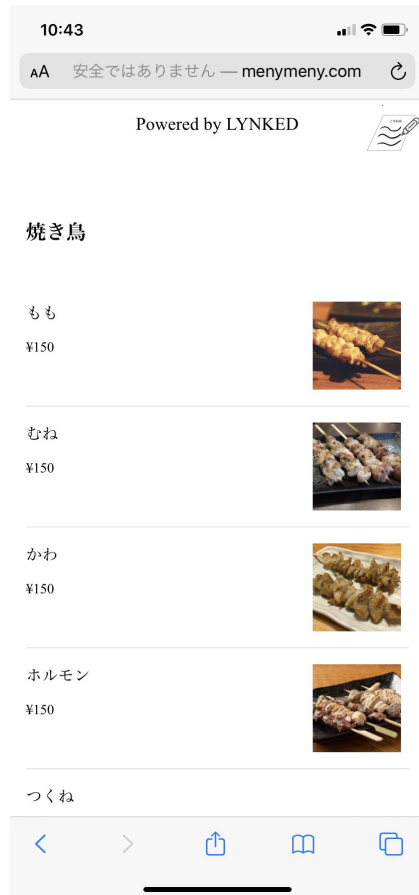 10:43
AA 安全ではありません — menymeny.com
Powered by LYNKED
焼き鳥
もも
¥150
むね
¥150
かわ
¥150
ホルモン
¥150
つくね